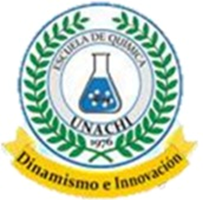 ESCUELA DE QUÍMICA
UNACHI
1976
Dinamismo e Innovación